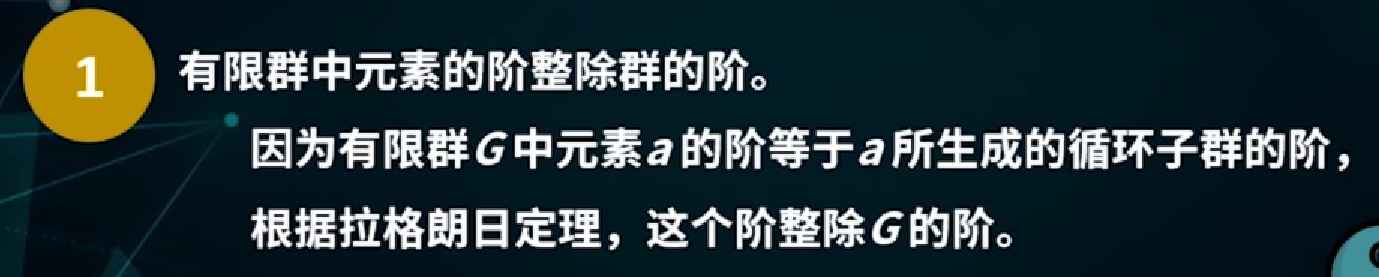 1
有限群中元素的阶整除群的阶。
因为有限群G中元素a的阶等于a所生成的循环子群的阶，
根据拉格朗日定理，这个阶整除G的阶。